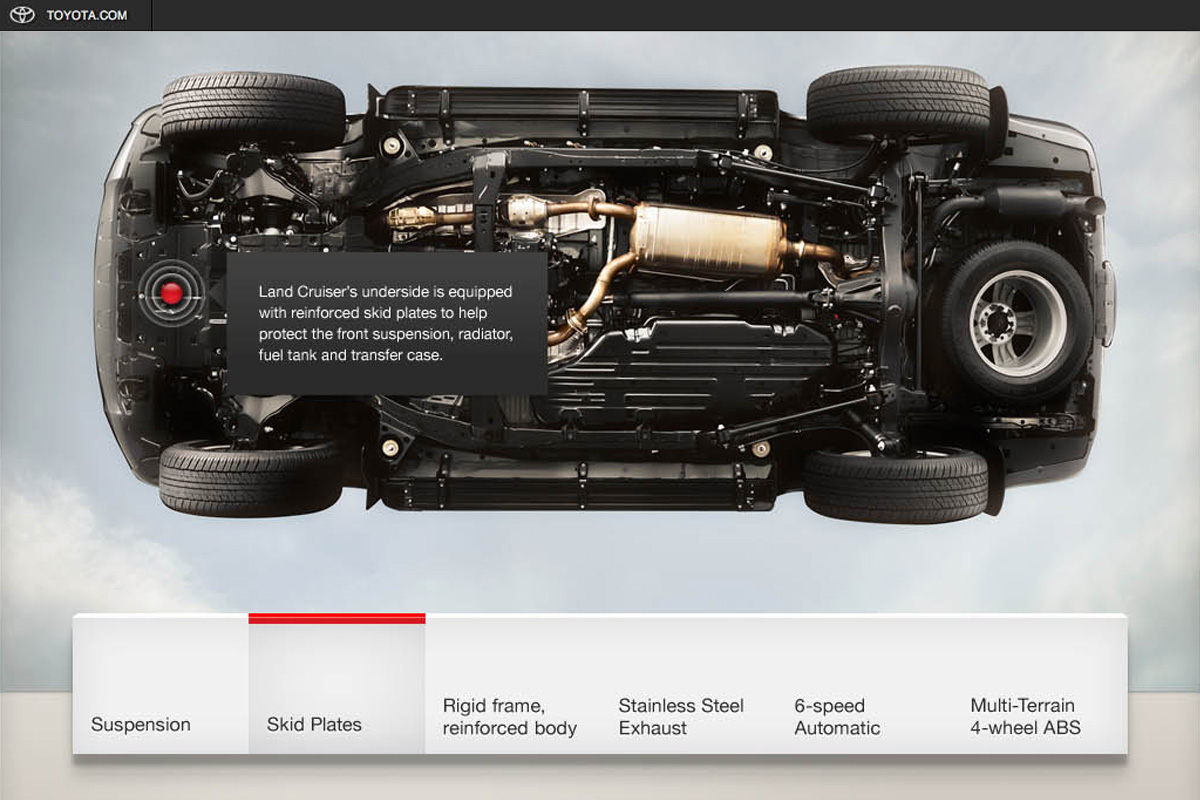 TOYOTA.COM
Land Cruiser's underside is equipped
with reinforced skid plates to help
protect the front suspension, radiator,
fuel tank and transfer case.
Suspension
Skid Plates
Rigid frame,
reinforced body
Stainless Steel
Exhaust
6-speed
Automatic
Multi-Terrain
4-wheel ABS